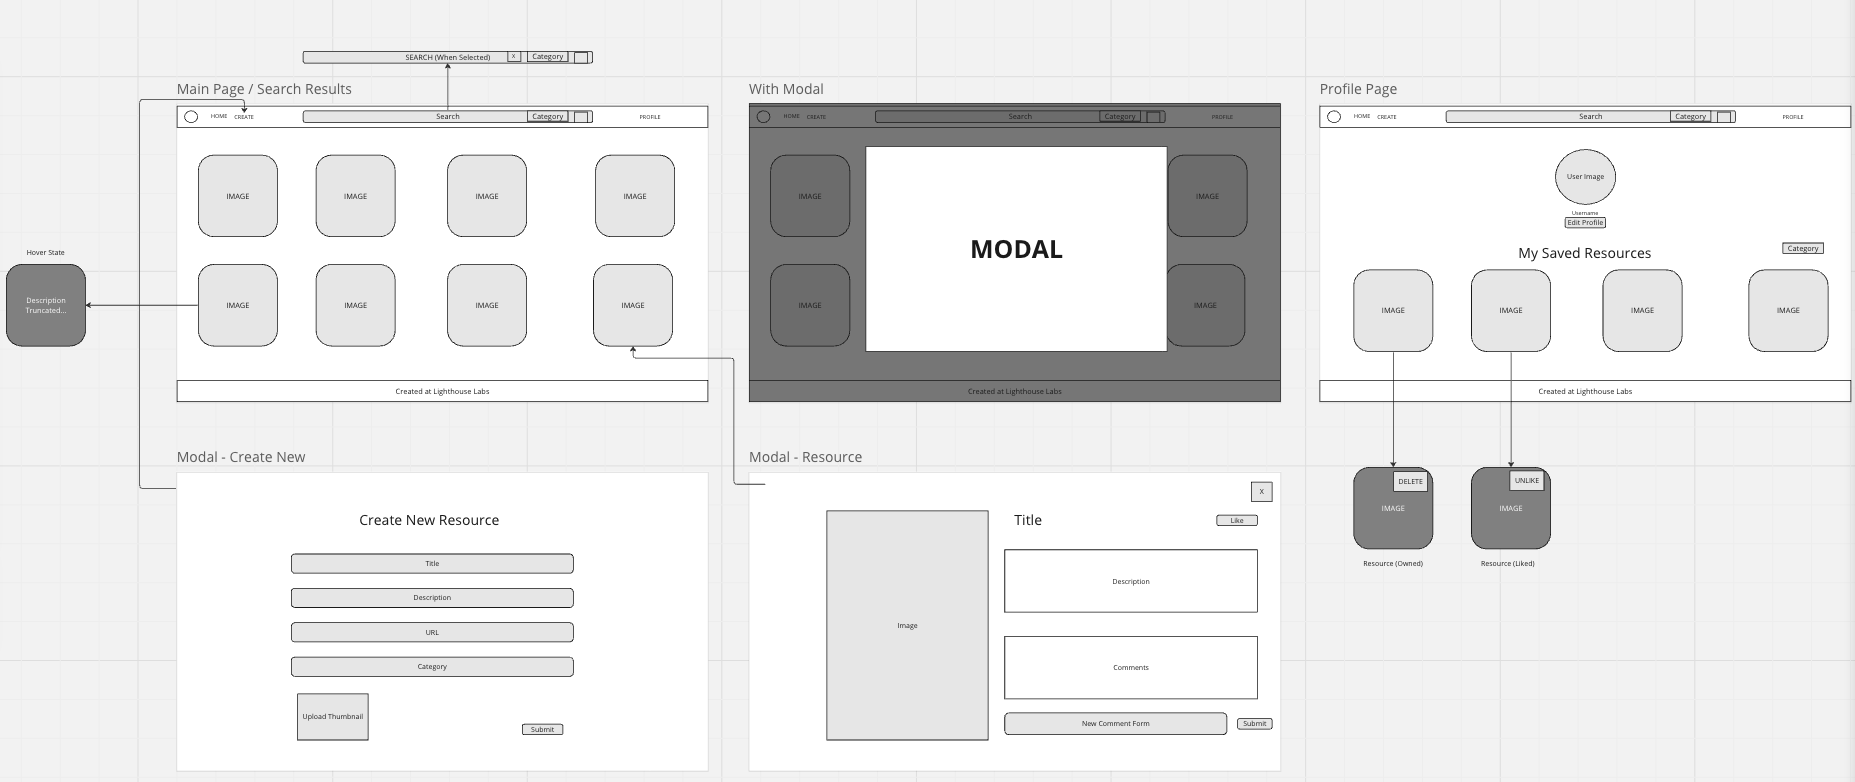 SEARCH (When Selected)
X
Category
Main Page / Search Results
HOME
CREATE
Search
Category
PROFILE
IMAGE
IMAGE
IMAGE
IMAGE
Hover State
Description
Truncated...
IMAGE
IMAGE
IMAGE
IMAGE
Created at Lighthouse Labs
With Modal
HOME
CREATE
Search
Category
PROFILE
IMAGE
IMAGE
MODAL
IMAGE
IMAGE
Created at Lighthouse Labs
Profile Page
HOME
CREATE
Search
Category
PROFILE
User Image
Username
Edit Profile
My Saved Resources
Category
IMAGE
IMAGE
IMAGE
IMAGE
Created at Lighthouse Labs
DELETE
IMAGE
Resource (Owned)
UNLIKE
IMAGE
Resource (Liked)
Modal - Create New
Create New Resource
Title
Description
URL
Category
Upload Thumbnail
Submit
Modal - Resource
X
Image
Title
Like
Description
Comments
New Comment Form
Submit